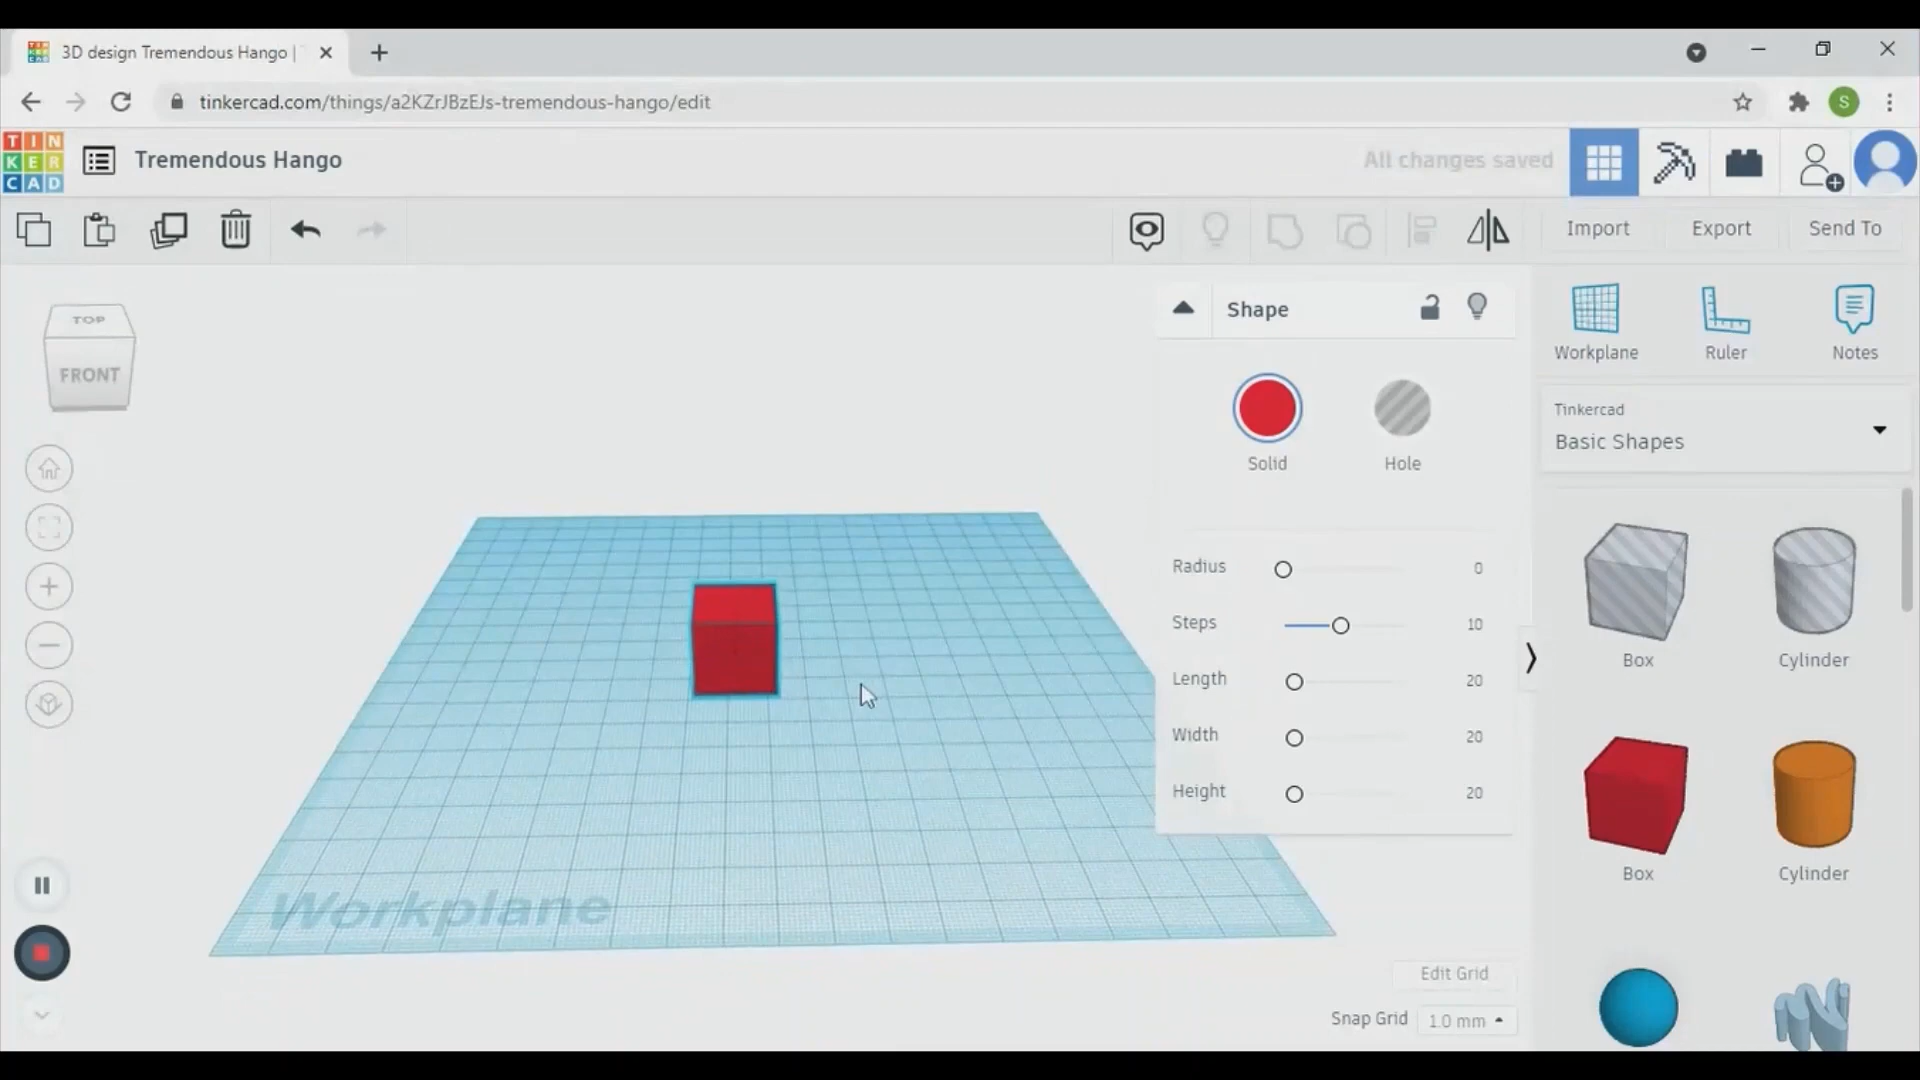 3D design Tremendous Hango |
tinkercad.com/things/a2KZrJBzEJs-tremendous-hango/edit
S
TIN
KER
CAD
Tremendous Hango
All changes saved
Import
Export
Send To
TOP
FRONT
Shape
Solid
Hole
Radius
0
Steps
10
Length
20
Width
20
Height
20
Workplane
Ruler
Notes
Tinkercad
Basic Shapes
Box
Cylinder
Box
Cylinder
Workplane
Edit Grid
Snap Grid
1.0 mm